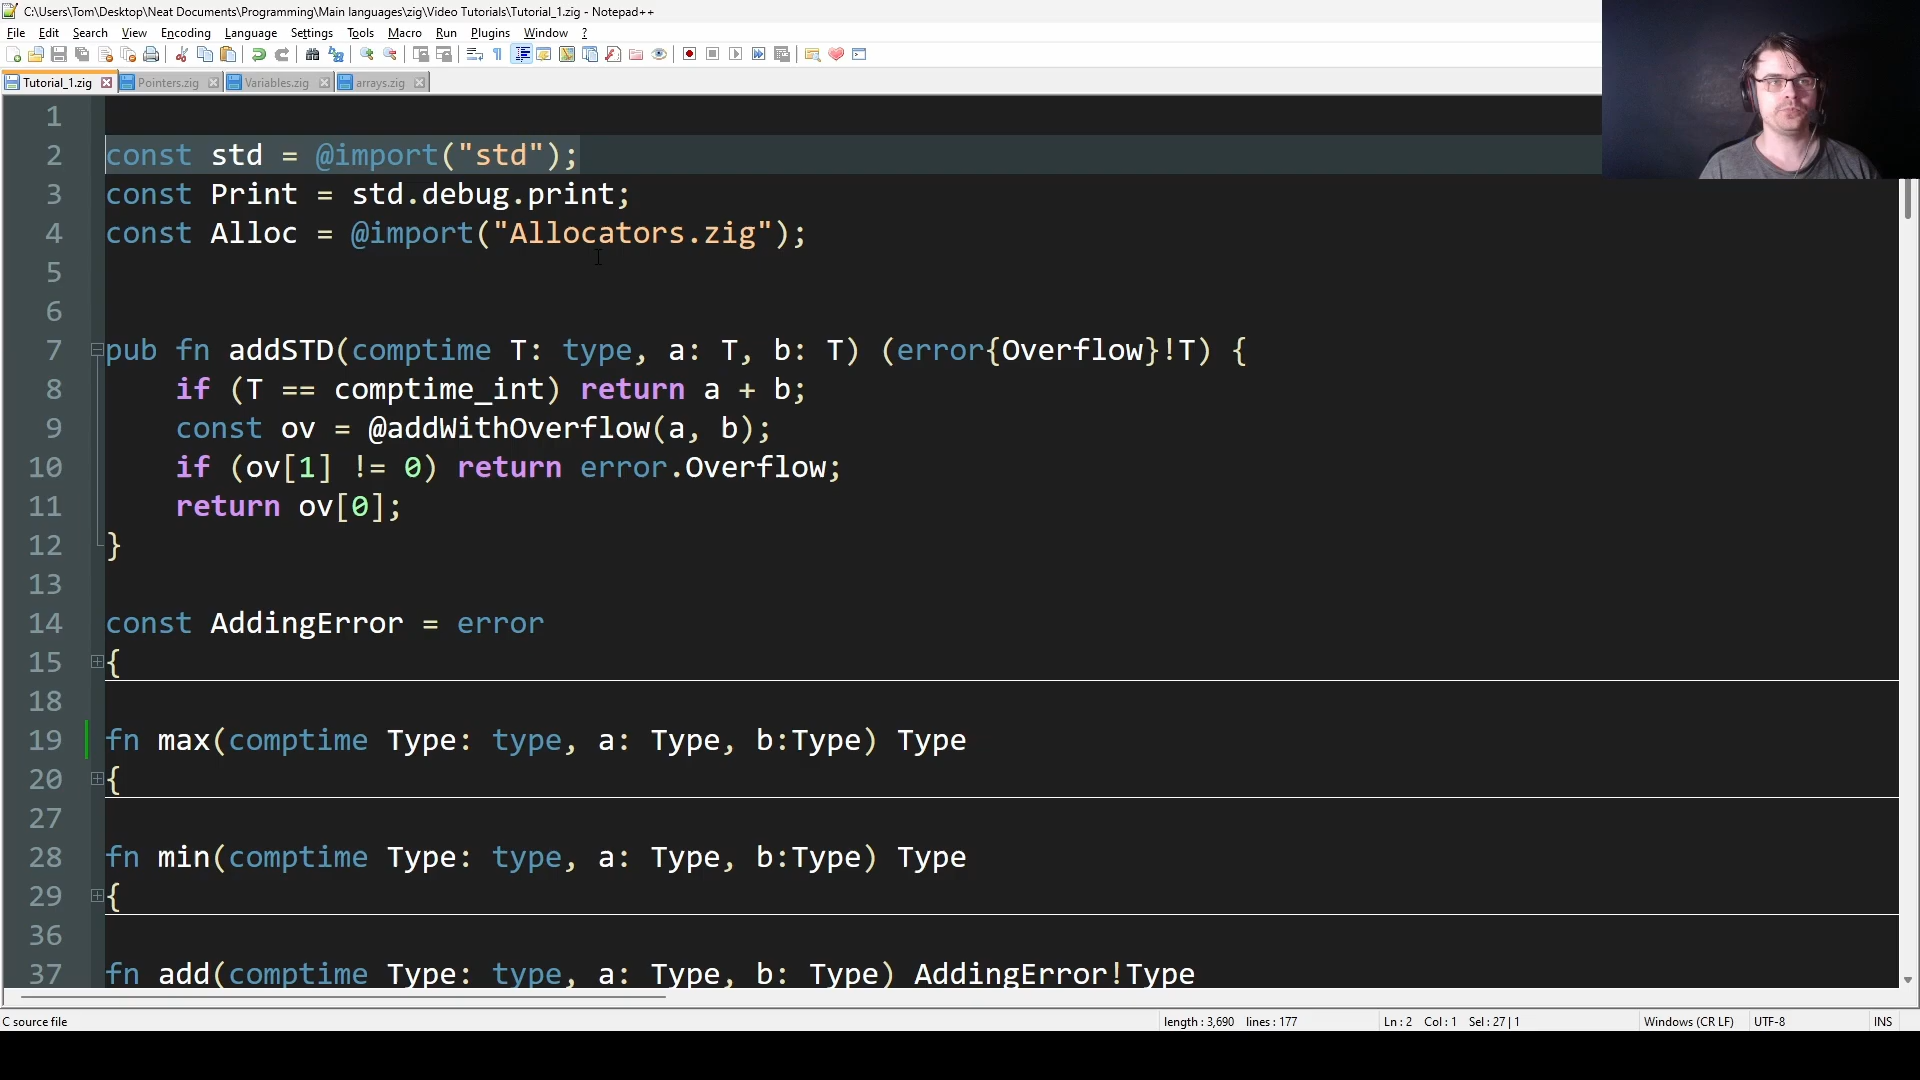 C:\Users\Tom\Desktop\Neat Documents\Programming\Main languages\zig\Video Tutorials\Tutorial_1.zig - Notepad++
File Edit Search View Encoding Language Settings Tools Macro Run Plugins Window ?
Tutorial_1.zig Pointers.zig Variables.zig arrays.zig
1
2 const std = @import("std");
3 const Print = std.debug.print;
4 const Alloc = @import("Allocators.zig");
5
6
7 pub fn addSTD(comptime T: type, a: T, b: T) (error{Overflow}!T) {
8 if (T == comptime_int) return a + b;
9 const ov = @addWithOverflow(a, b);
10 if (ov[1] != 0) return error.Overflow;
11 return ov[0];
12 }
13
14 const AddingError = error
15 {
18
19 fn max(comptime Type: type, a: Type, b:Type) Type
20 {
27
28 fn min(comptime Type: type, a: Type, b:Type) Type
29 {
36
37 fn add(comptime Type: type, a: Type, b: Type) AddingError!Type
C source file length : 3,690 lines : 177 Ln : 2 Col : 1 Sel : 27 | 1 Windows (CR LF) UTF-8 INS